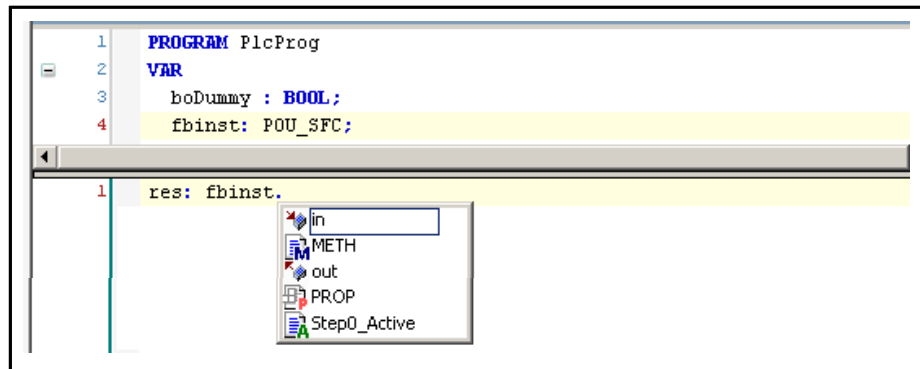 1 PROGRAM PlcProg
2 VAR
3 boDummy : BOOL;
4 fbinst: POU_SFC;
1 res: fbinst.
in
M METH
out
P PROP
A Step0_Active